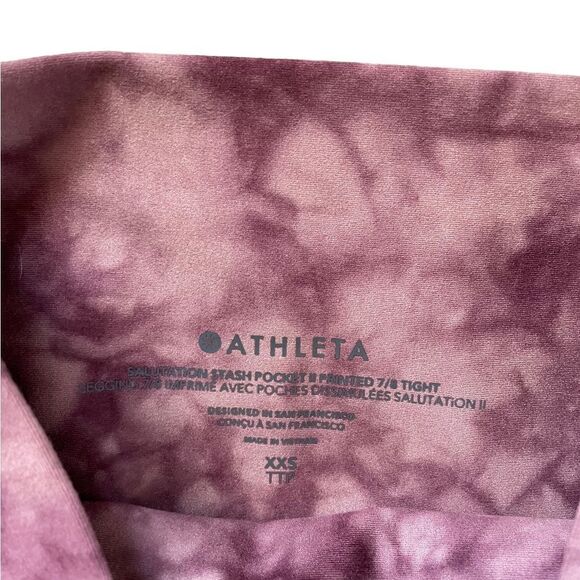 ATHLETA
SALUTATION STASH POCKET II PRINTED 7/8 TIGHT
LEGGING 7/8 IMPRIMÉ AVEC POCHES DISSIMULÉES SALUTATION II
DESIGNED IN SAN FRANCISCO
CONÇU À SAN FRANCISCO
MADE IN VIETNAM
XXS
TTP